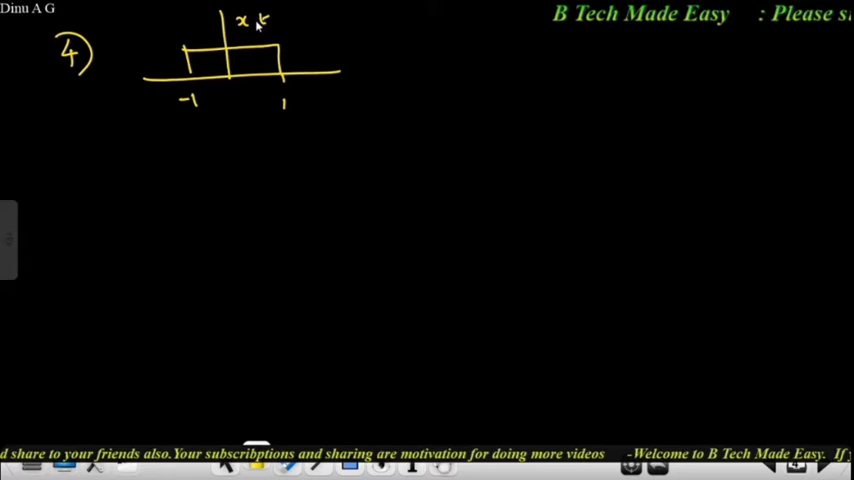 Dinu A G
B Tech Made Easy : Please s
4)
x t
-1 1
d share to your friends also.Your subscribptions and sharing are motivation for doing more videos -Welcome to B Tech Made Easy. If